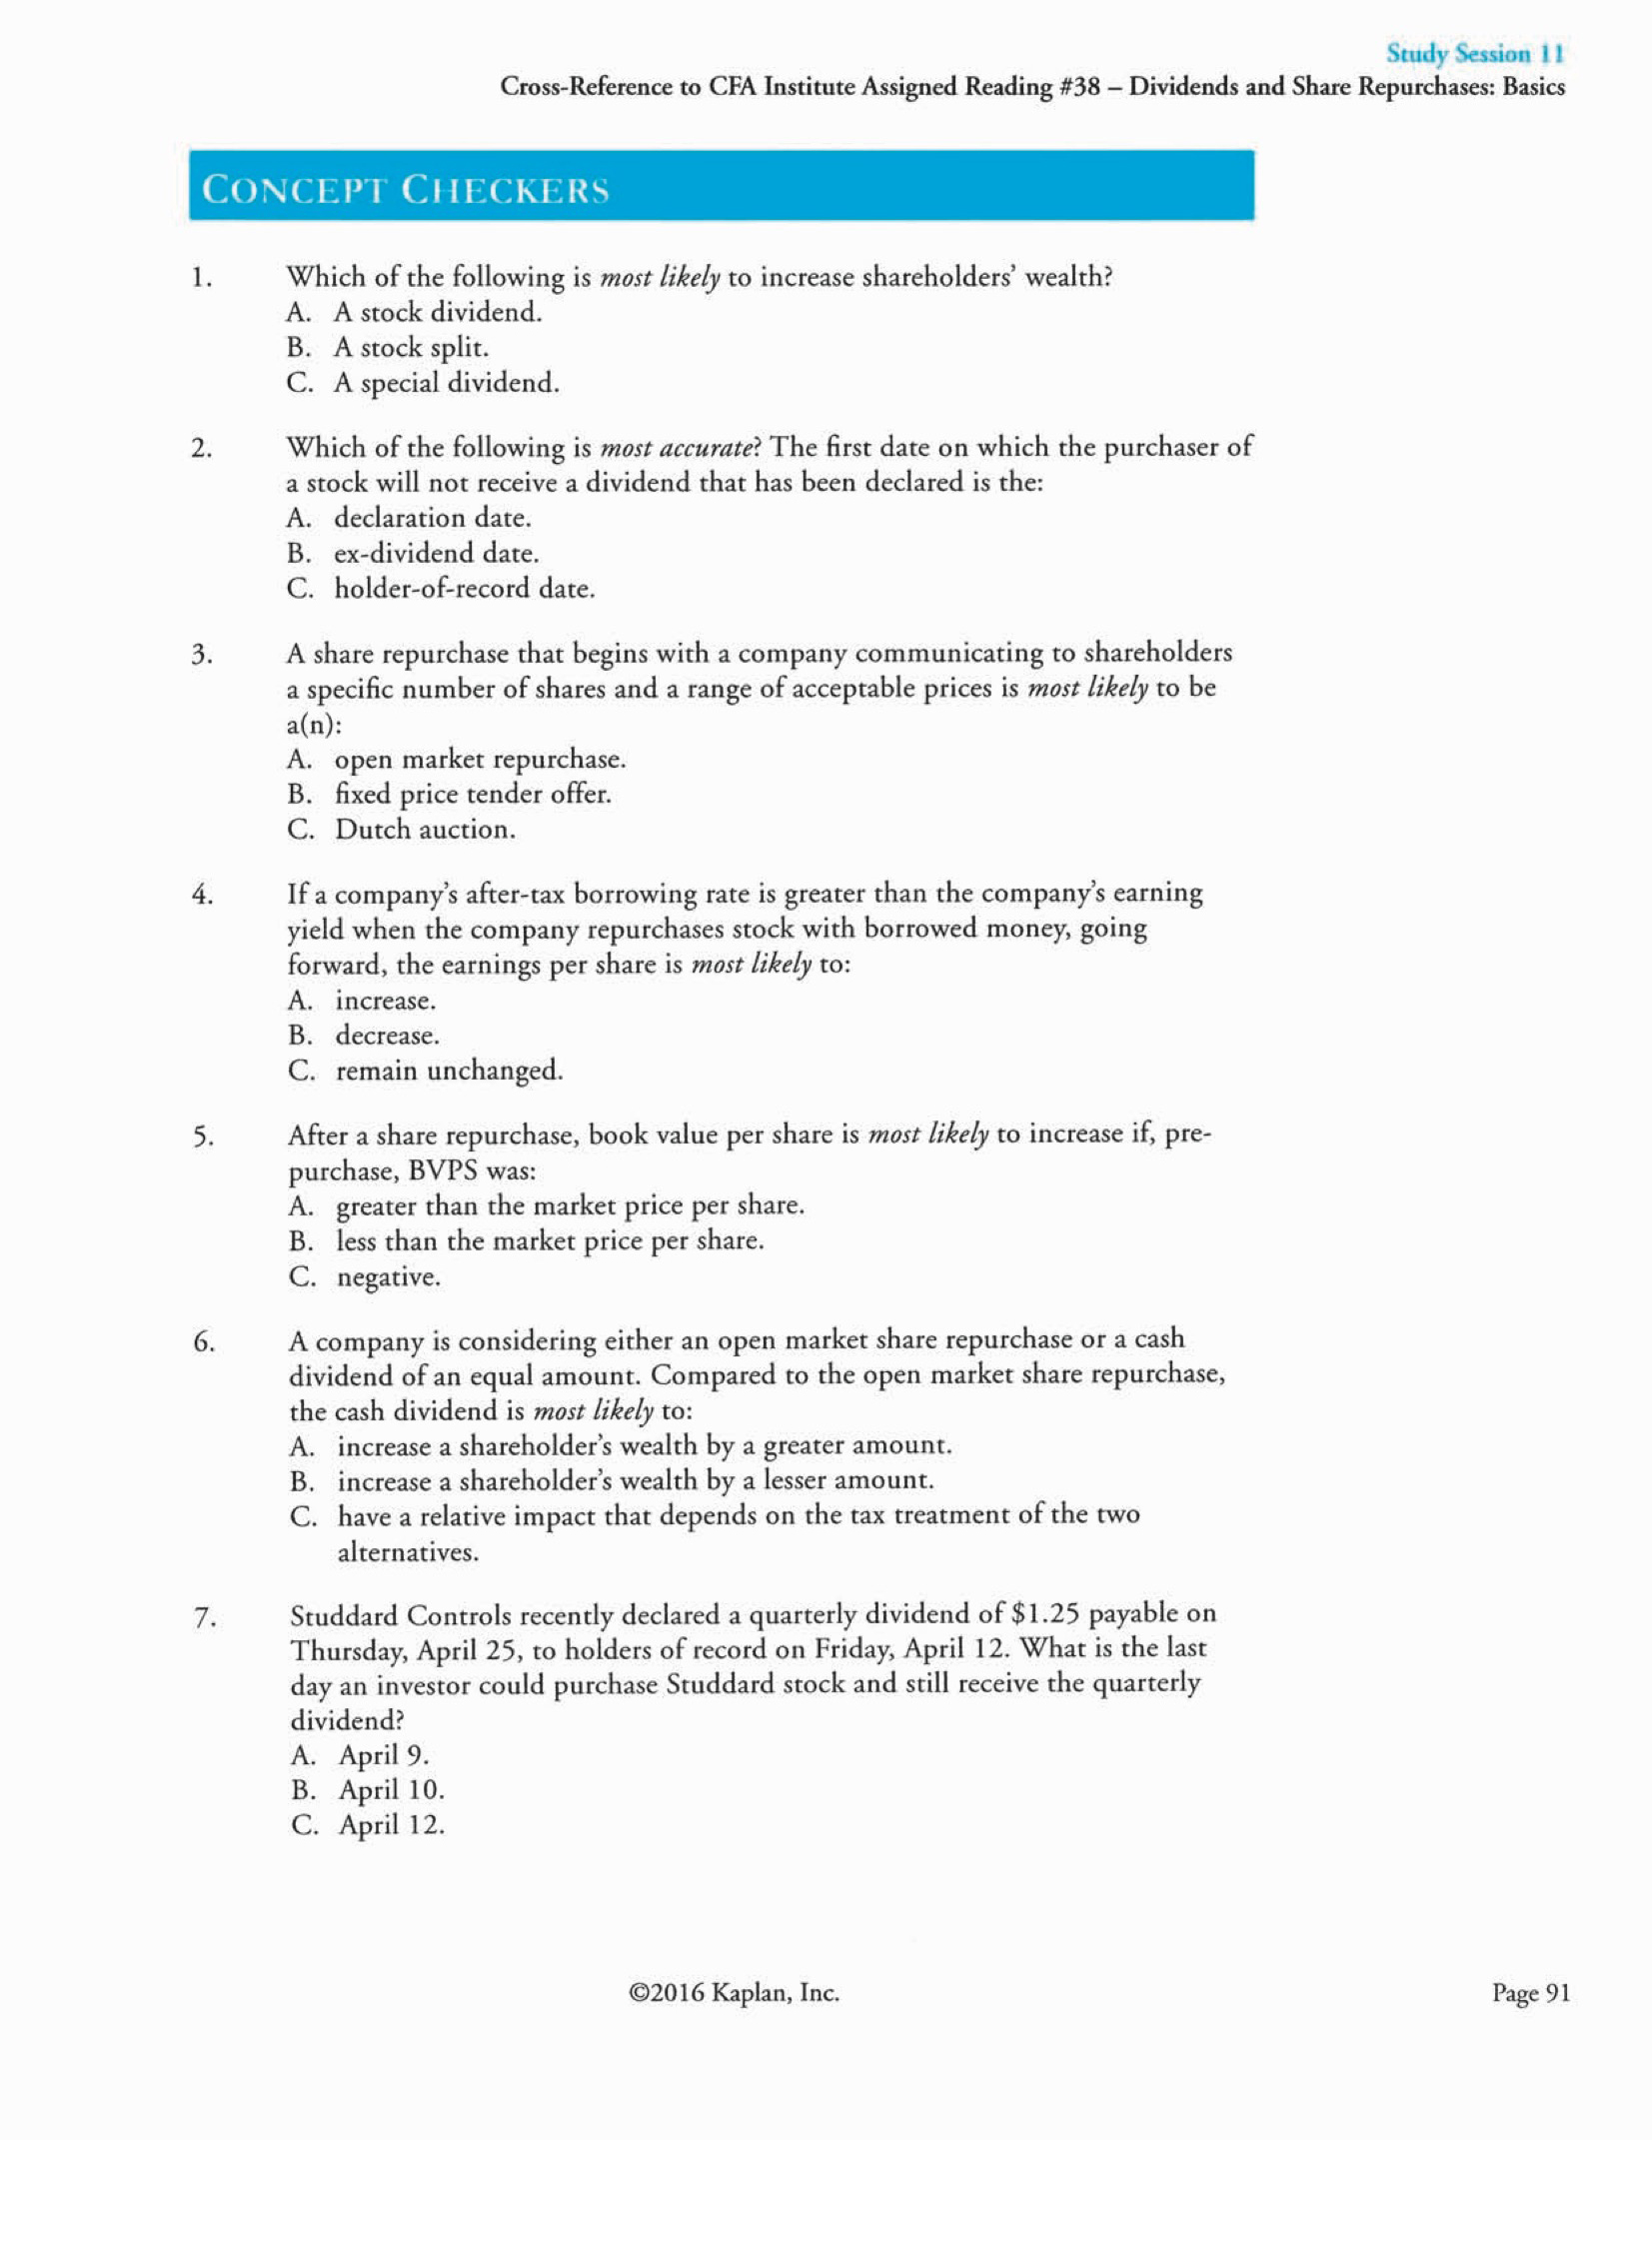 Study Session 11
Cross-Reference to CFA Institute Assigned Reading #38 – Dividends and Share Repurchases: Basics
CONCEPT CHECKERS
1. Which of the following is most likely to increase shareholders’ wealth?
A. A stock dividend.
B. A stock split.
C. A special dividend.
2. Which of the following is most accurate? The first date on which the purchaser of
a stock will not receive a dividend that has been declared is the:
A. declaration date.
B. ex-dividend date.
C. holder-of-record date.
3. A share repurchase that begins with a company communicating to shareholders
a specific number of shares and a range of acceptable prices is most likely to be
a(n):
A. open market repurchase.
B. fixed price tender offer.
C. Dutch auction.
4. If a company’s after-tax borrowing rate is greater than the company’s earning
yield when the company repurchases stock with borrowed money, going
forward, the earnings per share is most likely to:
A. increase.
B. decrease.
C. remain unchanged.
5. After a share repurchase, book value per share is most likely to increase if, pre-
purchase, BVPS was:
A. greater than the market price per share.
B. less than the market price per share.
C. negative.
6. A company is considering either an open market share repurchase or a cash
dividend of an equal amount. Compared to the open market share repurchase,
the cash dividend is most likely to:
A. increase a shareholder’s wealth by a greater amount.
B. increase a shareholder’s wealth by a lesser amount.
C. have a relative impact that depends on the tax treatment of the two
alternatives.
7. Studdard Controls recently declared a quarterly dividend of $1.25 payable on
Thursday, April 25, to holders of record on Friday, April 12. What is the last
day an investor could purchase Studdard stock and still receive the quarterly
dividend?
A. April 9.
B. April 10.
C. April 12.
©2016 Kaplan, Inc.
Page 91